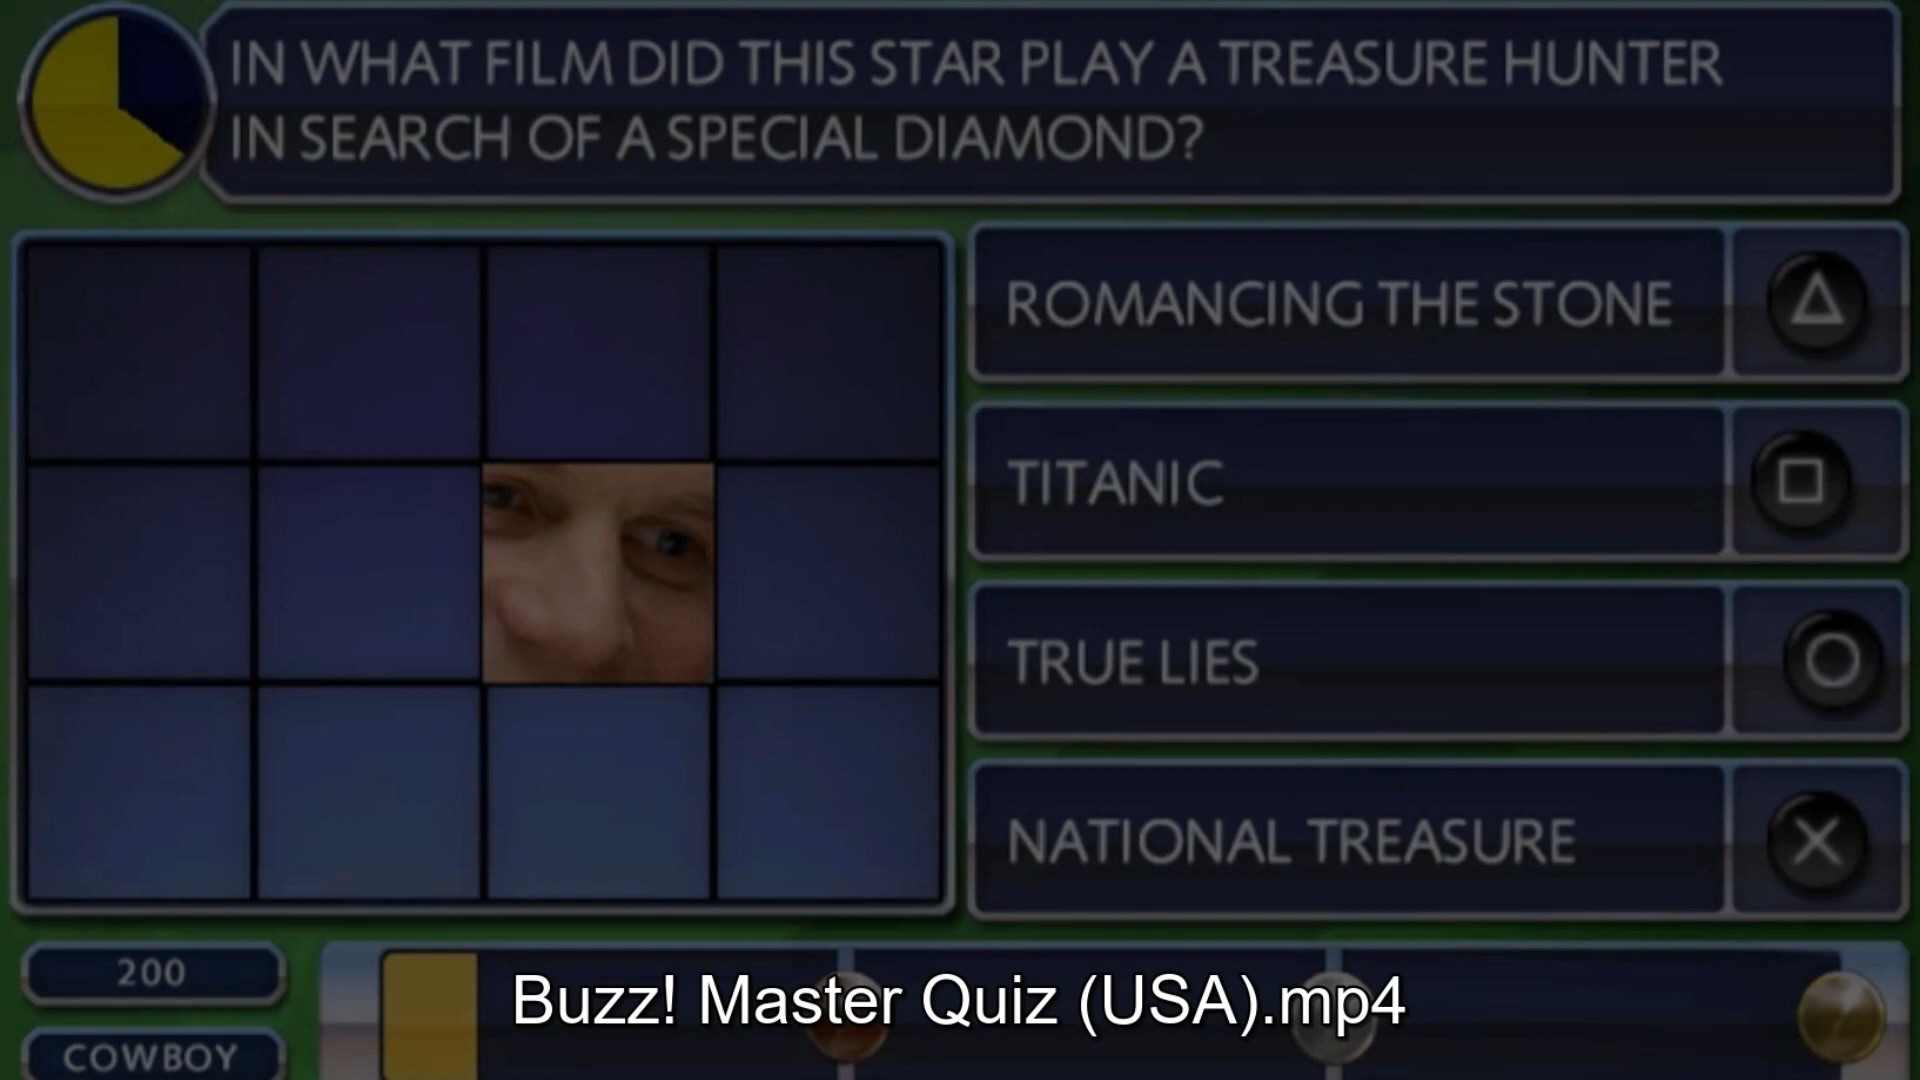 IN WHAT FILM DID THIS STAR PLAY A TREASURE HUNTER
IN SEARCH OF A SPECIAL DIAMOND?
ROMANCING THE STONE
TITANIC
TRUE LIES
NATIONAL TREASURE
200
COWBOY
Buzz! Master Quiz (USA).mp4